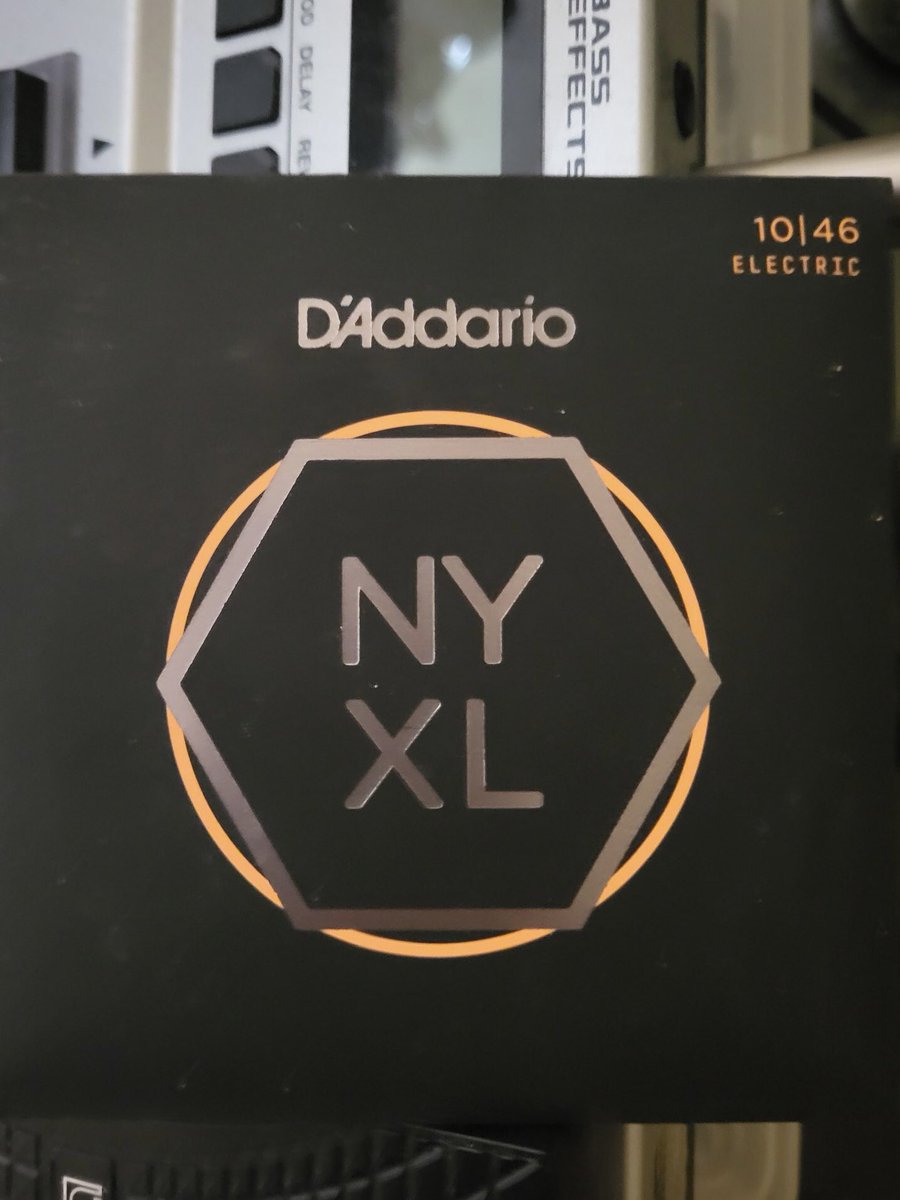 DELAY
BASS
EFFECTS
10|46
ELECTRIC
D'Addario
NY
XL